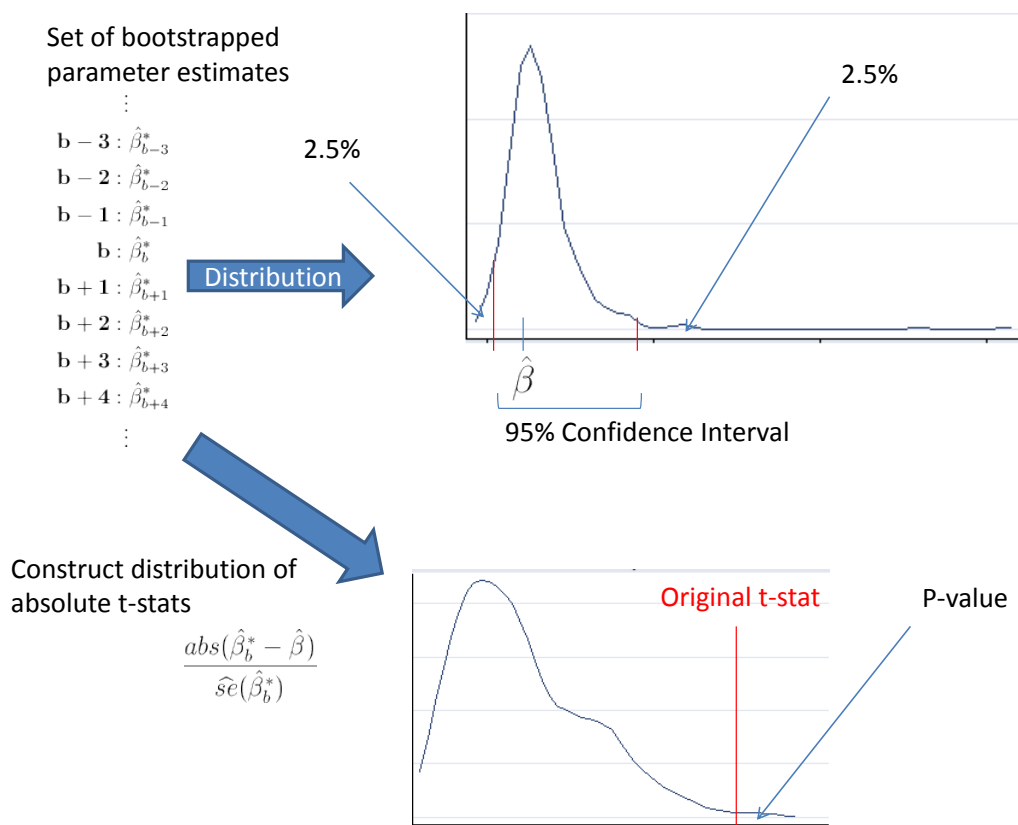 Set of bootstrapped
parameter estimates
⋮
b − 3 : β̂*_{b−3}
b − 2 : β̂*_{b−2}
b − 1 : β̂*_{b−1}
b : β̂*_b
b + 1 : β̂*_{b+1}
b + 2 : β̂*_{b+2}
b + 3 : β̂*_{b+3}
b + 4 : β̂*_{b+4}
⋮
Distribution
2.5%
2.5%
β̂
95% Confidence Interval
Construct distribution of
absolute t-stats
abs(β̂*_b − β̂)
ŝe(β̂*_b)
Original t-stat
P-value